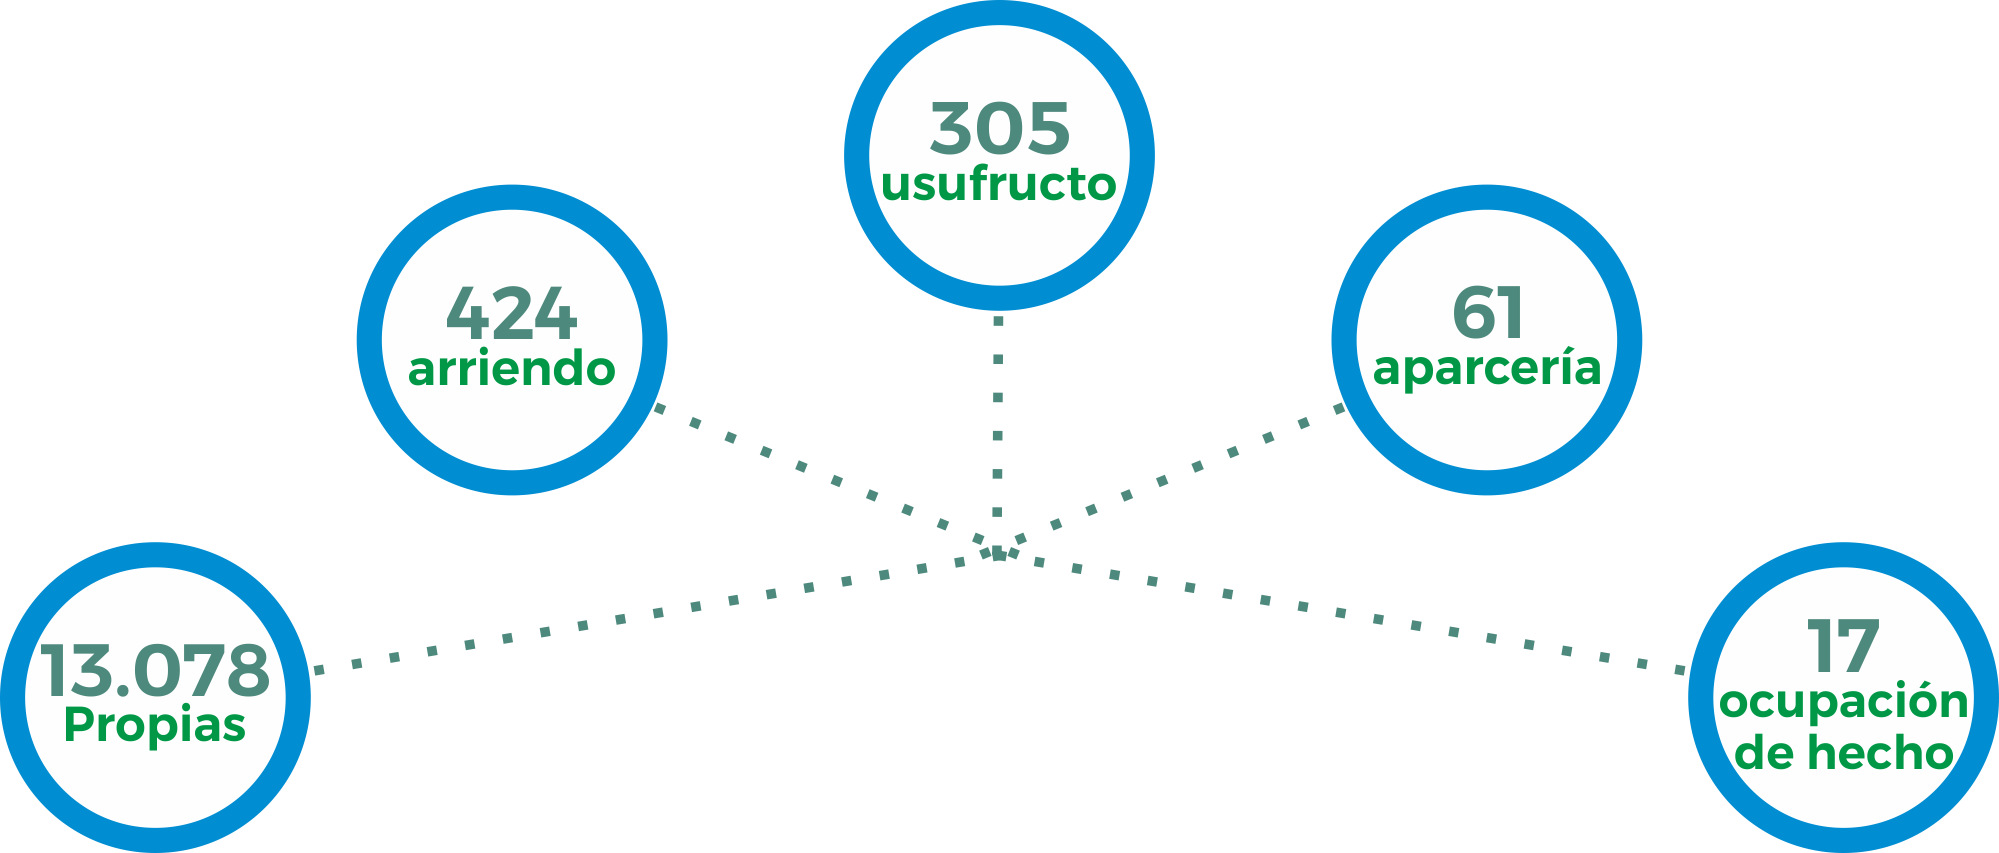 305
usufructo
424
arriendo
61
aparcería
13.078
Propias
17
ocupación
de hecho